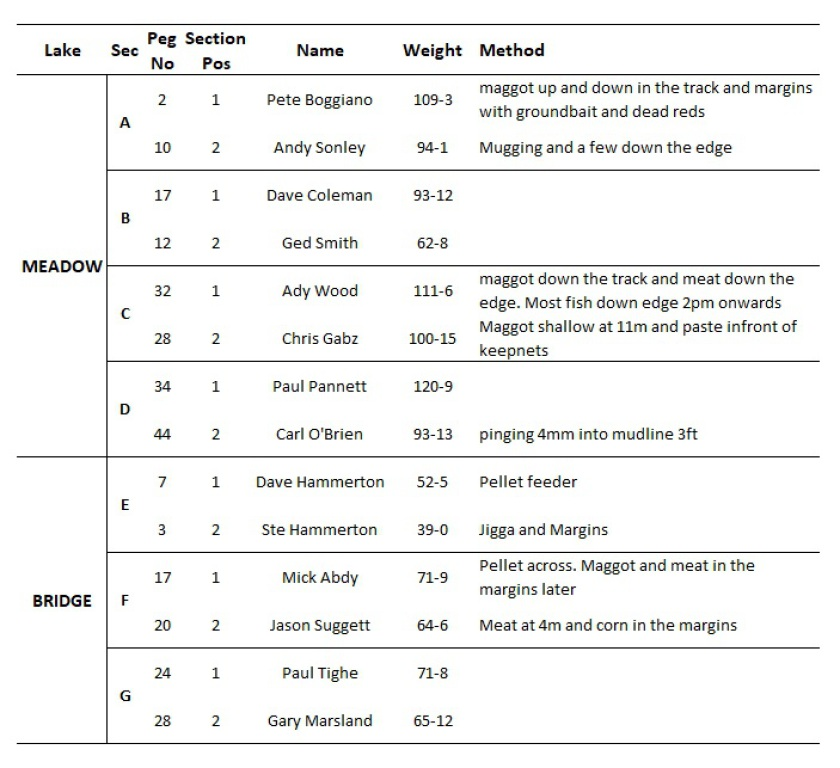 Lake Sec Peg No Section Pos Name Weight Method
MEADOW
A
2 1 Pete Boggiano 109-3 maggot up and down in the track and margins
with groundbait and dead reds
10 2 Andy Sonley 94-1 Mugging and a few down the edge
B
17 1 Dave Coleman 93-12
12 2 Ged Smith 62-8
C
32 1 Ady Wood 111-6 maggot down the track and meat down the
edge. Most fish down edge 2pm onwards
28 2 Chris Gabz 100-15 Maggot shallow at 11m and paste infront of
keepnets
D
34 1 Paul Pannett 120-9
44 2 Carl O'Brien 93-13 pinging 4mm into mudline 3ft
BRIDGE
E
7 1 Dave Hammerton 52-5 Pellet feeder
3 2 Ste Hammerton 39-0 Jigga and Margins
F
17 1 Mick Abdy 71-9 Pellet across. Maggot and meat in the
margins later
20 2 Jason Suggett 64-6 Meat at 4m and corn in the margins
G
24 1 Paul Tighe 71-8
28 2 Gary Marsland 65-12